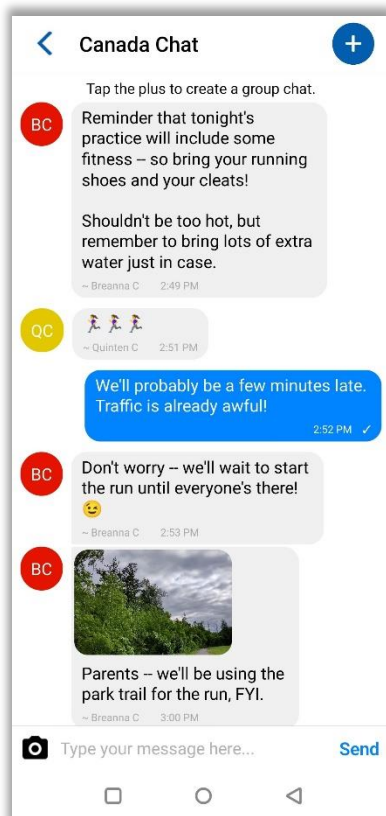 Canada Chat
+
Tap the plus to create a group chat.
BC
Reminder that tonight's
practice will include some
fitness -- so bring your running
shoes and your cleats!
Shouldn't be too hot, but
remember to bring lots of extra
water just in case.
~ Breanna C 2:49 PM
QC
🏃‍♀️🏃‍♀️🏃‍♀️
~ Quinten C 2:51 PM
We'll probably be a few minutes late.
Traffic is already awful!
2:52 PM ✓
BC
Don't worry -- we'll wait to start
the run until everyone's there!
😉
~ Breanna C 2:53 PM
BC
Parents -- we'll be using the
park trail for the run, FYI.
~ Breanna C 3:00 PM
Type your message here... Send